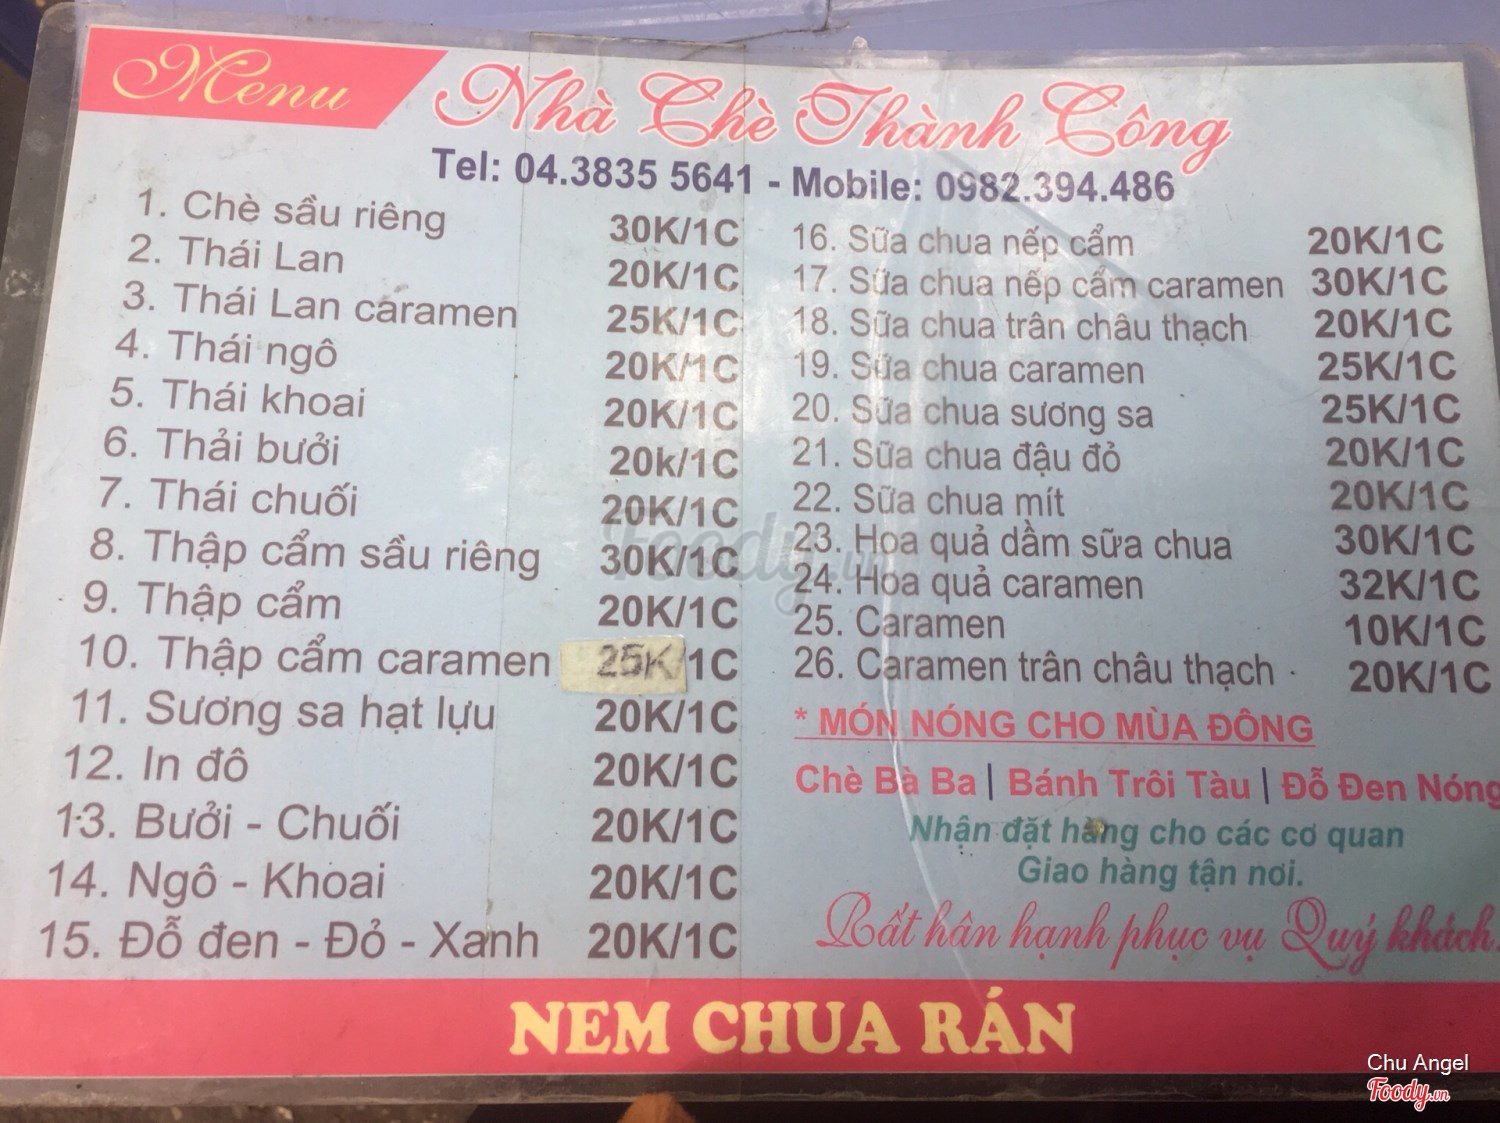 Menu
Nhà Chè Thành Công
Tel: 04.3835 5641 - Mobile: 0982.394.486
1. Chè sầu riêng 30K/1C
2. Thái Lan 20K/1C
3. Thái Lan caramen 25K/1C
4. Thái ngô 20K/1C
5. Thái khoai 20K/1C
6. Thải bưởi 20k/1C
7. Thái chuối 20K/1C
8. Thập cẩm sầu riêng 30K/1C
9. Thập cẩm 20K/1C
10. Thập cẩm caramen 25K/1C
11. Sương sa hạt lựu 20K/1C
12. In đô 20K/1C
13. Bưởi - Chuối 20K/1C
14. Ngô - Khoai 20K/1C
15. Đỗ đen - Đỏ - Xanh 20K/1C
16. Sữa chua nếp cẩm 20K/1C
17. Sữa chua nếp cẩm caramen 30K/1C
18. Sữa chua trân châu thạch 20K/1C
19. Sữa chua caramen 25K/1C
20. Sữa chua sương sa 25K/1C
21. Sữa chua đậu đỏ 20K/1C
22. Sữa chua mít 20K/1C
23. Hoa quả dầm sữa chua 30K/1C
24. Hoa quả caramen 32K/1C
25. Caramen 10K/1C
26. Caramen trân châu thạch 20K/1C
* MÓN NÓNG CHO MÙA ĐÔNG
Chè Bà Ba | Bánh Trôi Tàu | Đỗ Đen Nóng
Nhận đặt hàng cho các cơ quan
Giao hàng tận nơi.
Rất hân hạnh phục vụ Quý khách.
NEM CHUA RÁN
Foody.vn
Chu Angel
Foody.vn